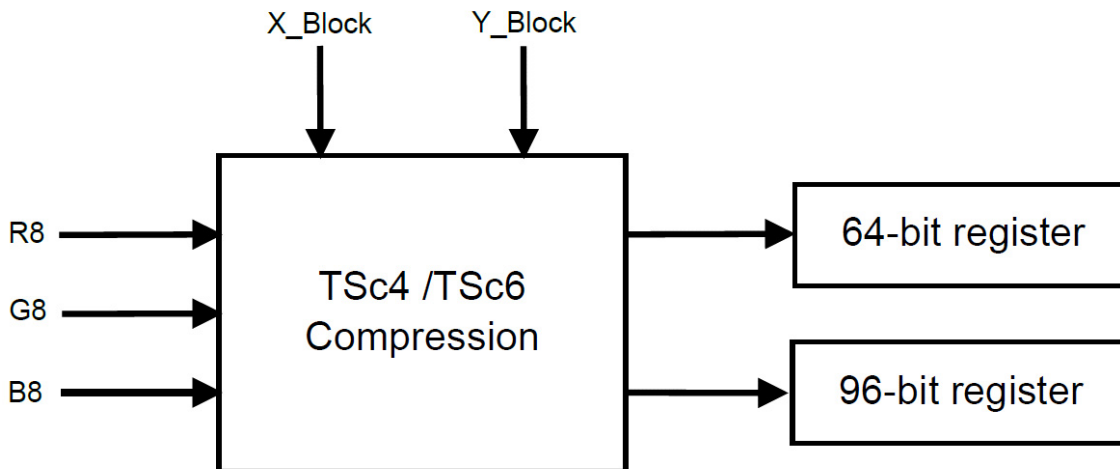 X_Block
Y_Block
R8
G8
B8
TSc4 /TSc6
Compression
64-bit register
96-bit register